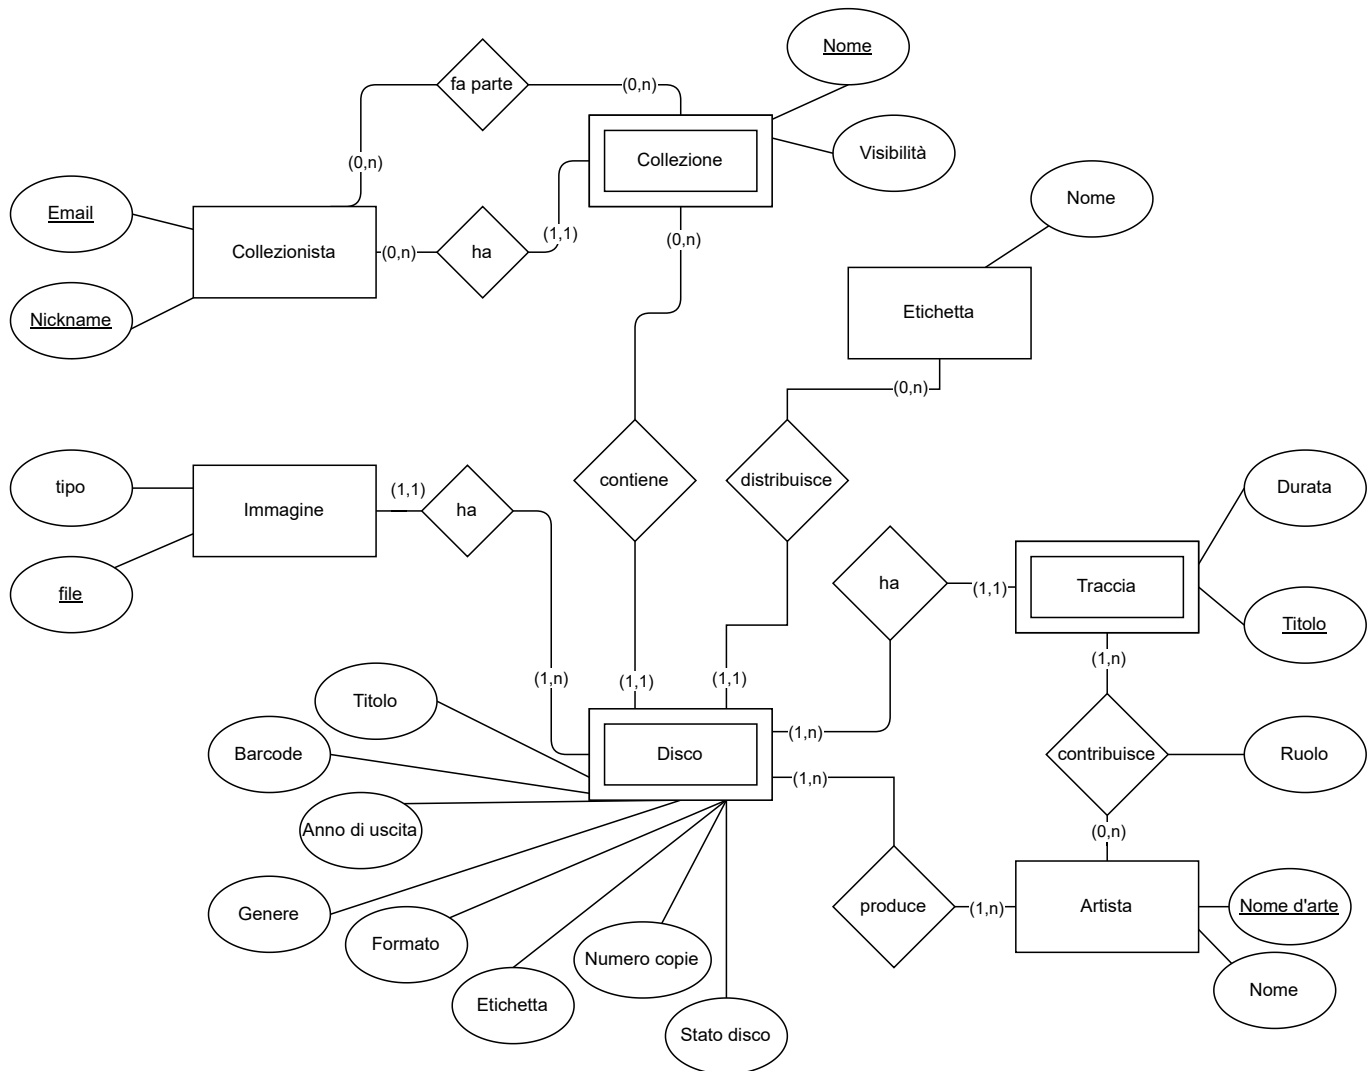 Nome
fa parte
(0,n)
Visibilità
Collezione
(0,n)
Nome
Email
(1,1)
(0,n)
Collezionista
(0,n)
ha
Etichetta
Nickname
(0,n)
contiene
distribuisce
tipo
(1,1)
Immagine
ha
Durata
ha
(1,1)
Traccia
file
Titolo
(1,n)
(1,n)
(1,1)
(1,1)
Titolo
(1,n)
Barcode
Disco
contribuisce
Ruolo
(1,n)
Anno di uscita
(0,n)
Genere
produce
(1,n)
Artista
Nome d'arte
Formato
Numero copie
Nome
Etichetta
Stato disco